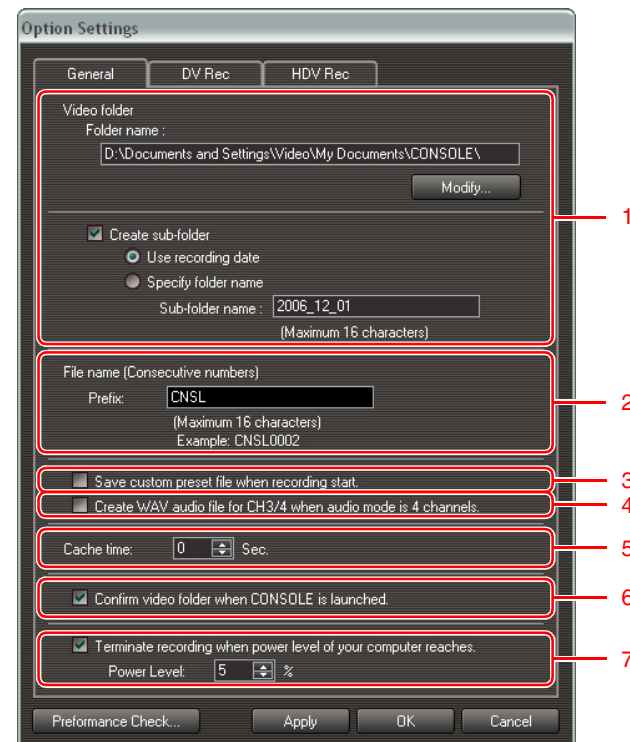 Option Settings
General DV Rec HDV Rec
Video folder
Folder name :
D:\Documents and Settings\Video\My Documents\CONSOLE\
Modify...
1
Create sub-folder
Use recording date
Specify folder name
Sub-folder name : 2006_12_01
(Maximum 16 characters)
File name (Consecutive numbers)
Prefix: CNSL
2
(Maximum 16 characters)
Example: CNSL0002
Save custom preset file when recording start. 3
Create WAV audio file for CH3/4 when audio mode is 4 channels. 4
Cache time: 0 Sec. 5
Confirm video folder when CONSOLE is launched. 6
Terminate recording when power level of your computer reaches.
7
Power Level: 5 %
Preformance Check... Apply OK Cancel